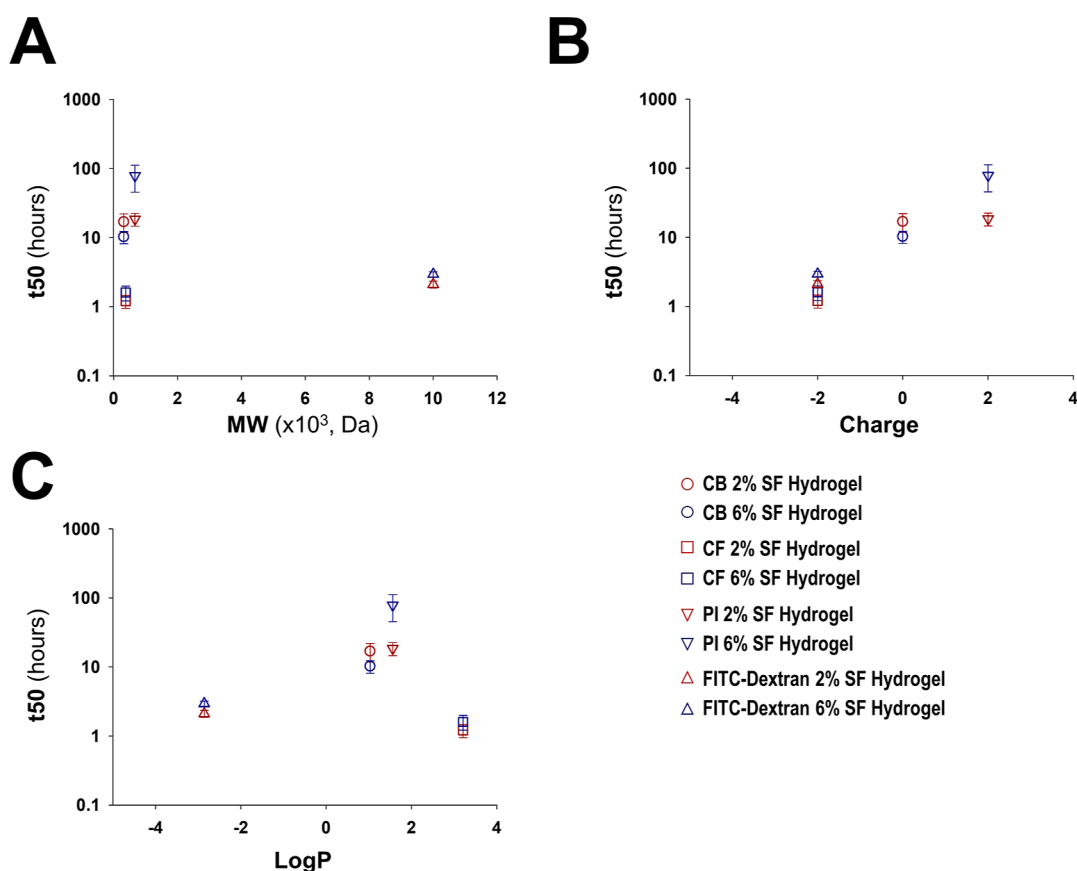 A
B
1000
100
10
1
0.1
t50 (hours)
0 2 4 6 8 10 12
MW (x10³, Da)
1000
100
10
1
0.1
t50 (hours)
-4 -2 0 2 4
Charge
C
1000
100
10
1
0.1
t50 (hours)
-4 -2 0 2 4
LogP
CB 2% SF Hydrogel
CB 6% SF Hydrogel
CF 2% SF Hydrogel
CF 6% SF Hydrogel
PI 2% SF Hydrogel
PI 6% SF Hydrogel
FITC-Dextran 2% SF Hydrogel
FITC-Dextran 6% SF Hydrogel